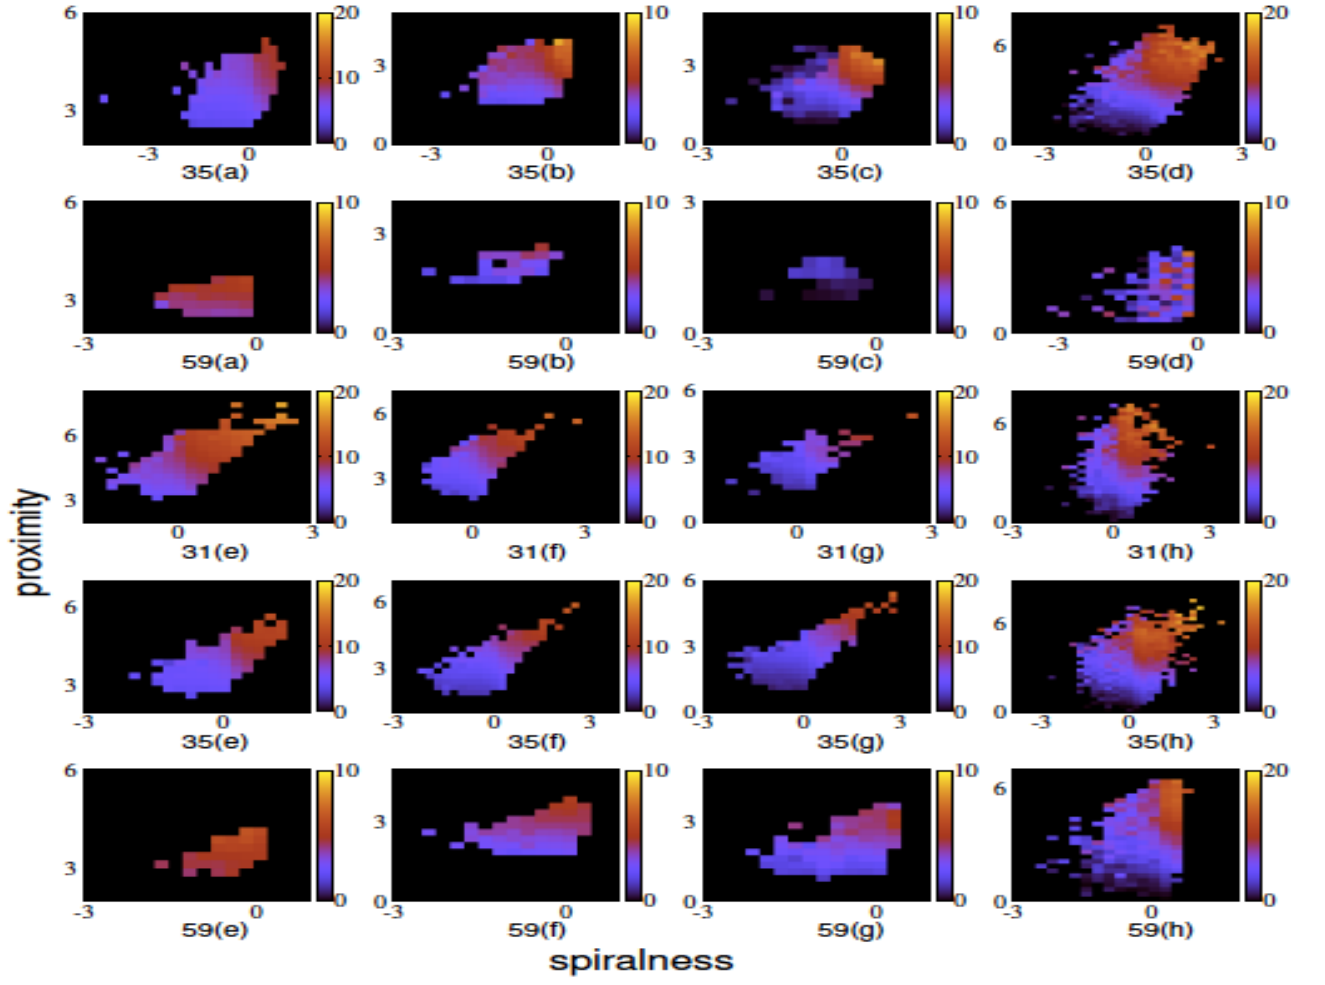 6 20 10 10 20
6
3 3
10 10
3
0 0 0 0 0 0 0
-3 0 -3 0 -3 0 -3 0 3
35(a) 35(b) 35(c) 35(d)
6 10 10 3 10 6 10
3
3 3
0 0 0 0 0 0 0
-3 0 -3 0 -3 0 -3 0
59(a) 59(b) 59(c) 59(d)
20 20 6 20 20
6 6 6
10 10 3 10 10
3 3 3
0 0 0 0 0 0
0 3 0 3 0 3 -3 0 3
31(e) 31(f) 31(g) 31(h)
proximity
20 20 6 20 20
6 6 6
10 10 3 10 10
3 3 3
0 0 0 0 0 0
-3 0 -3 0 3 -3 0 3 -3 0 3
35(e) 35(f) 35(g) 35(h)
6 10 10 10 20
6
3 3
10
3 3
0 0 0 0 0 0 0
-3 0 -3 0 0 -3 0
59(e) 59(f) 59(g) 59(h)
spiralness